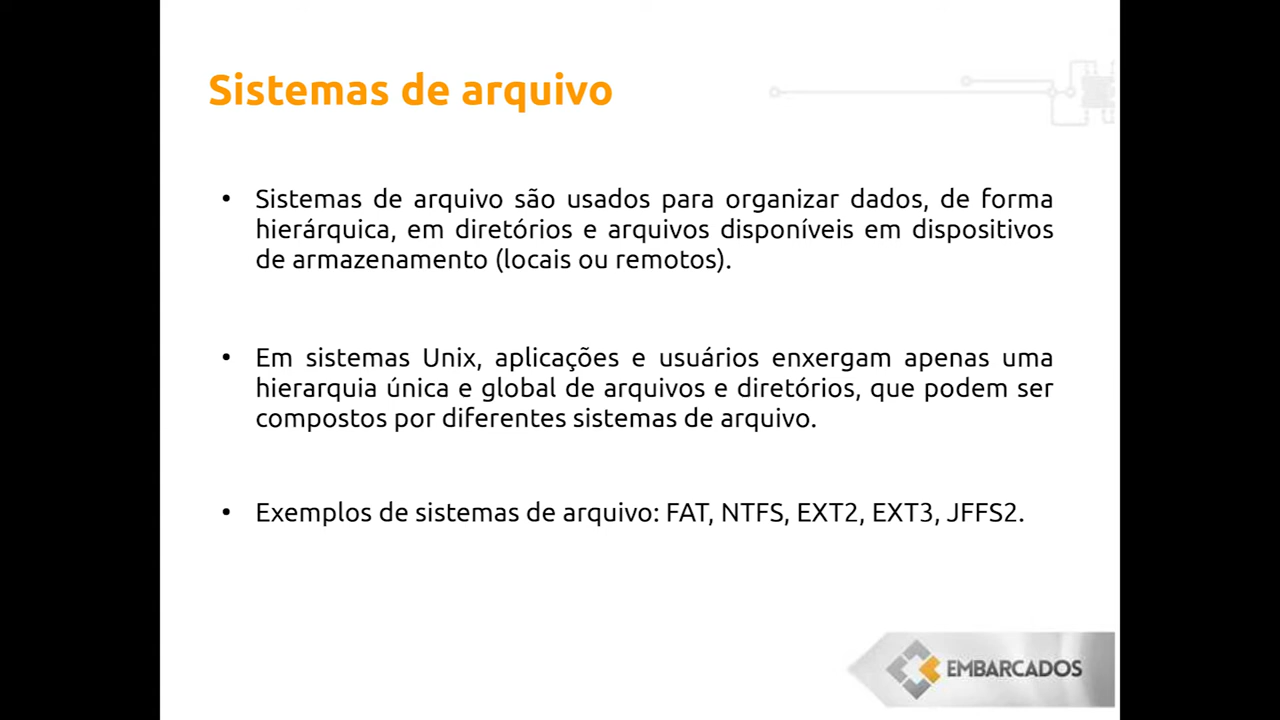 Sistemas de arquivo
• Sistemas de arquivo são usados para organizar dados, de forma
hierárquica, em diretórios e arquivos disponíveis em dispositivos
de armazenamento (locais ou remotos).
• Em sistemas Unix, aplicações e usuários enxergam apenas uma
hierarquia única e global de arquivos e diretórios, que podem ser
compostos por diferentes sistemas de arquivo.
• Exemplos de sistemas de arquivo: FAT, NTFS, EXT2, EXT3, JFFS2.
EMBARCADOS